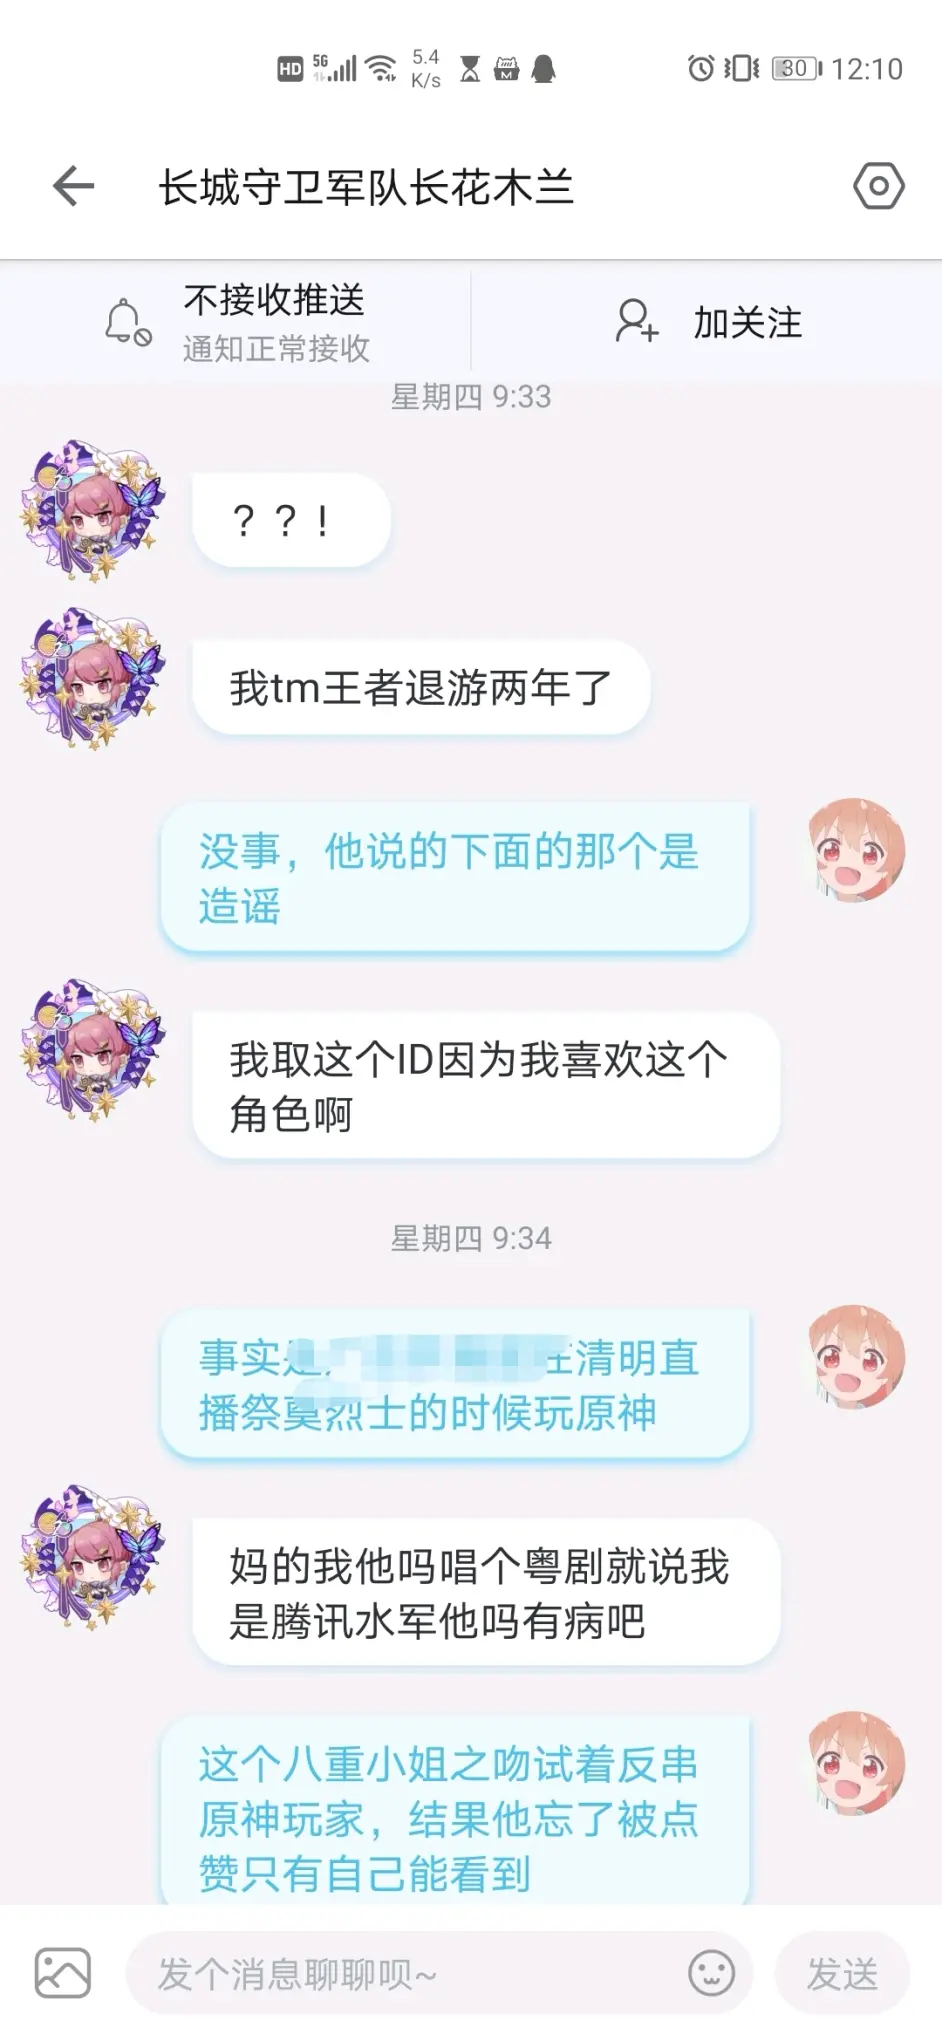 HD 5G 5.4 K/s 30 12:10
长城守卫军队长花木兰
不接收推送
通知正常接收
加关注
星期四 9:33
？？！
我tm王者退游两年了
没事，他说的下面的那个是
造谣
我取这个ID因为我喜欢这个
角色啊
星期四 9:34
事实是 在清明直
播祭奠烈士的时候玩原神
妈的我他吗唱个粤剧就说我
是腾讯水军他吗有病吧
这个八重小姐之吻试着反串
原神玩家，结果他忘了被点
赞只有自己能看到
发个消息聊聊呗~
发送